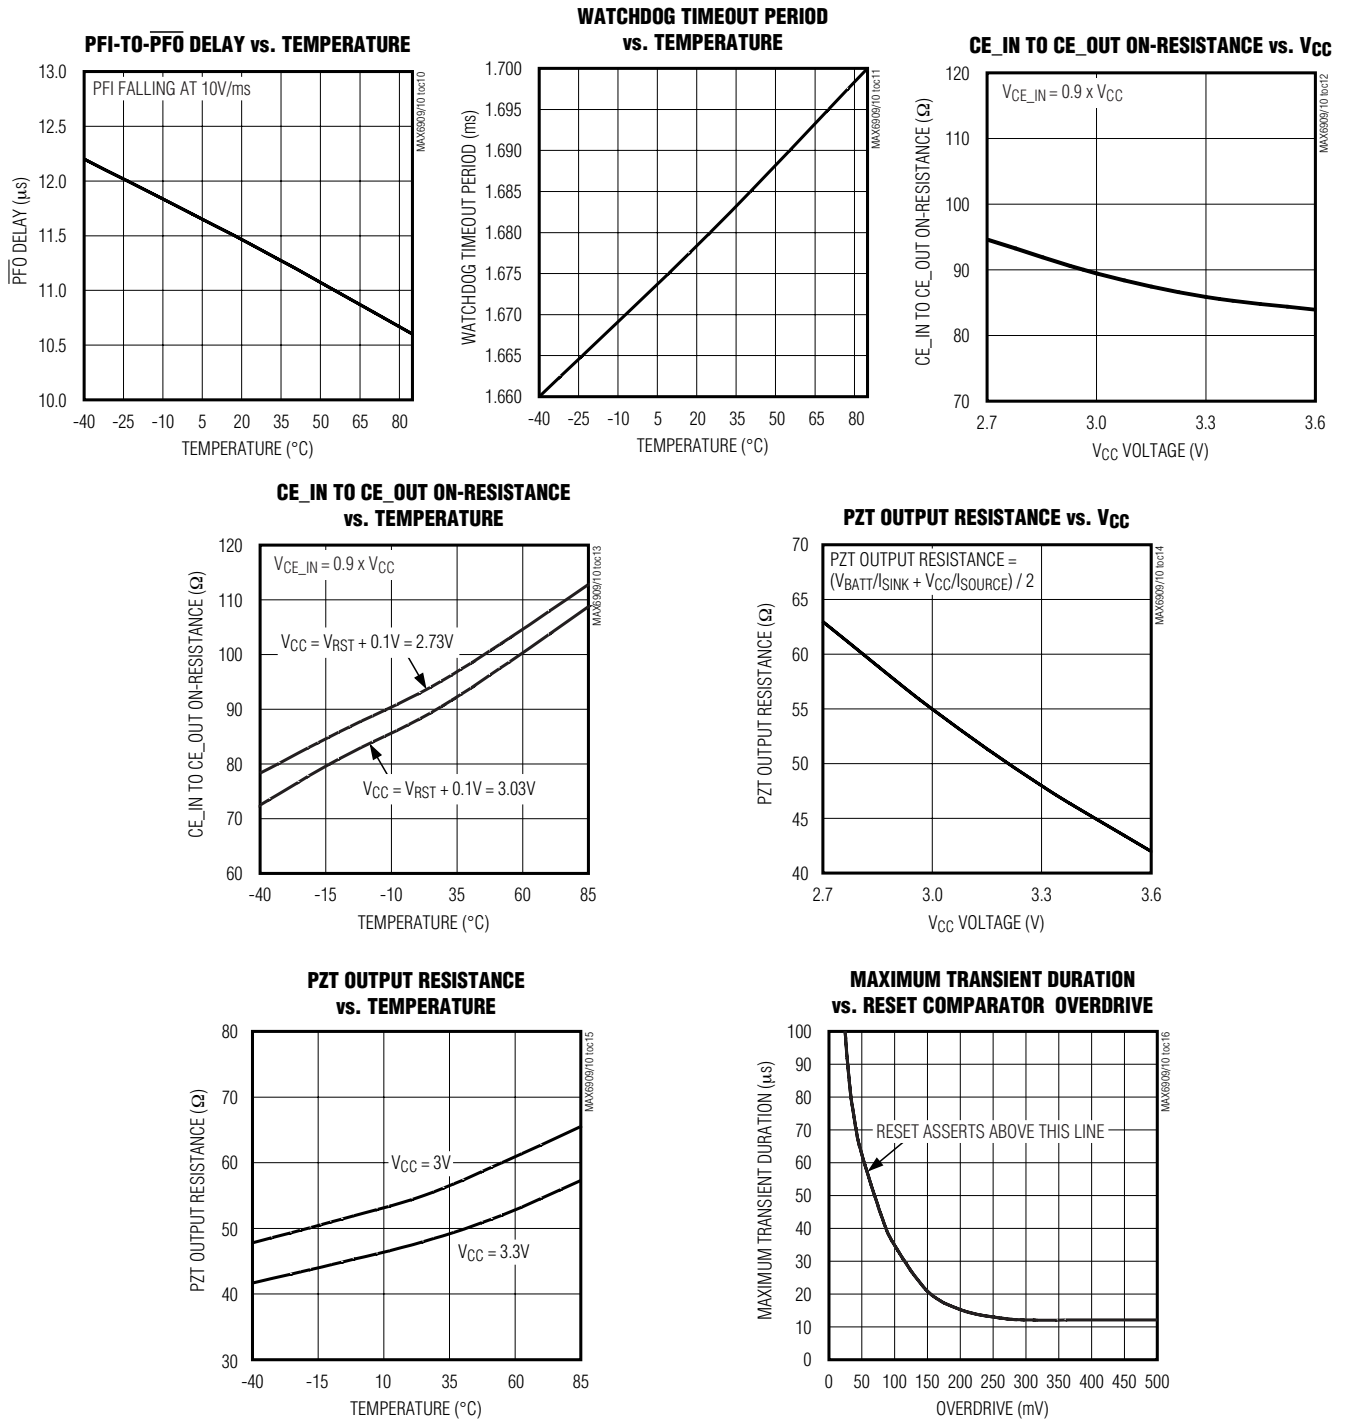 PFI-TO-PFO DELAY vs. TEMPERATURE
13.0
12.5
12.0
11.5
11.0
10.5
10.0
PFO DELAY (μs)
PFI FALLING AT 10V/ms
MAX6909/10 toc10
-40 -25 -10 5 20 35 50 65 80
TEMPERATURE (°C)
WATCHDOG TIMEOUT PERIOD
vs. TEMPERATURE
1.700
1.695
1.690
1.685
1.680
1.675
1.670
1.665
1.660
WATCHDOG TIMEOUT PERIOD (ms)
MAX6909/10 toc11
-40 -25 -10 5 20 35 50 65 80
TEMPERATURE (°C)
CE_IN TO CE_OUT ON-RESISTANCE vs. VCC
120
110
100
90
80
70
CE_IN TO CE_OUT ON-RESISTANCE (Ω)
VCE_IN = 0.9 x VCC
MAX6909/10 toc12
2.7 3.0 3.3 3.6
VCC VOLTAGE (V)
CE_IN TO CE_OUT ON-RESISTANCE
vs. TEMPERATURE
120
110
100
90
80
70
60
CE_IN TO CE_OUT ON-RESISTANCE (Ω)
VCE_IN = 0.9 x VCC
VCC = VRST + 0.1V = 2.73V
VCC = VRST + 0.1V = 3.03V
MAX6909/10 toc13
-40 -15 -10 35 60 85
TEMPERATURE (°C)
PZT OUTPUT RESISTANCE vs. VCC
70
65
60
55
50
45
40
PZT OUTPUT RESISTANCE (Ω)
PZT OUTPUT RESISTANCE =
(VBATT/ISINK + VCC/ISOURCE) / 2
MAX6909/10 toc14
2.7 3.0 3.3 3.6
VCC VOLTAGE (V)
PZT OUTPUT RESISTANCE
vs. TEMPERATURE
80
70
60
50
40
30
PZT OUTPUT RESISTANCE (Ω)
VCC = 3V
VCC = 3.3V
MAX6909/10 toc15
-40 -15 10 35 60 85
TEMPERATURE (°C)
MAXIMUM TRANSIENT DURATION
vs. RESET COMPARATOR OVERDRIVE
100
90
80
70
60
50
40
30
20
10
0
MAXIMUM TRANSIENT DURATION (μs)
RESET ASSERTS ABOVE THIS LINE
MAX6909/10 toc16
0 50 100 150 200 250 300 350 400 450 500
OVERDRIVE (mV)